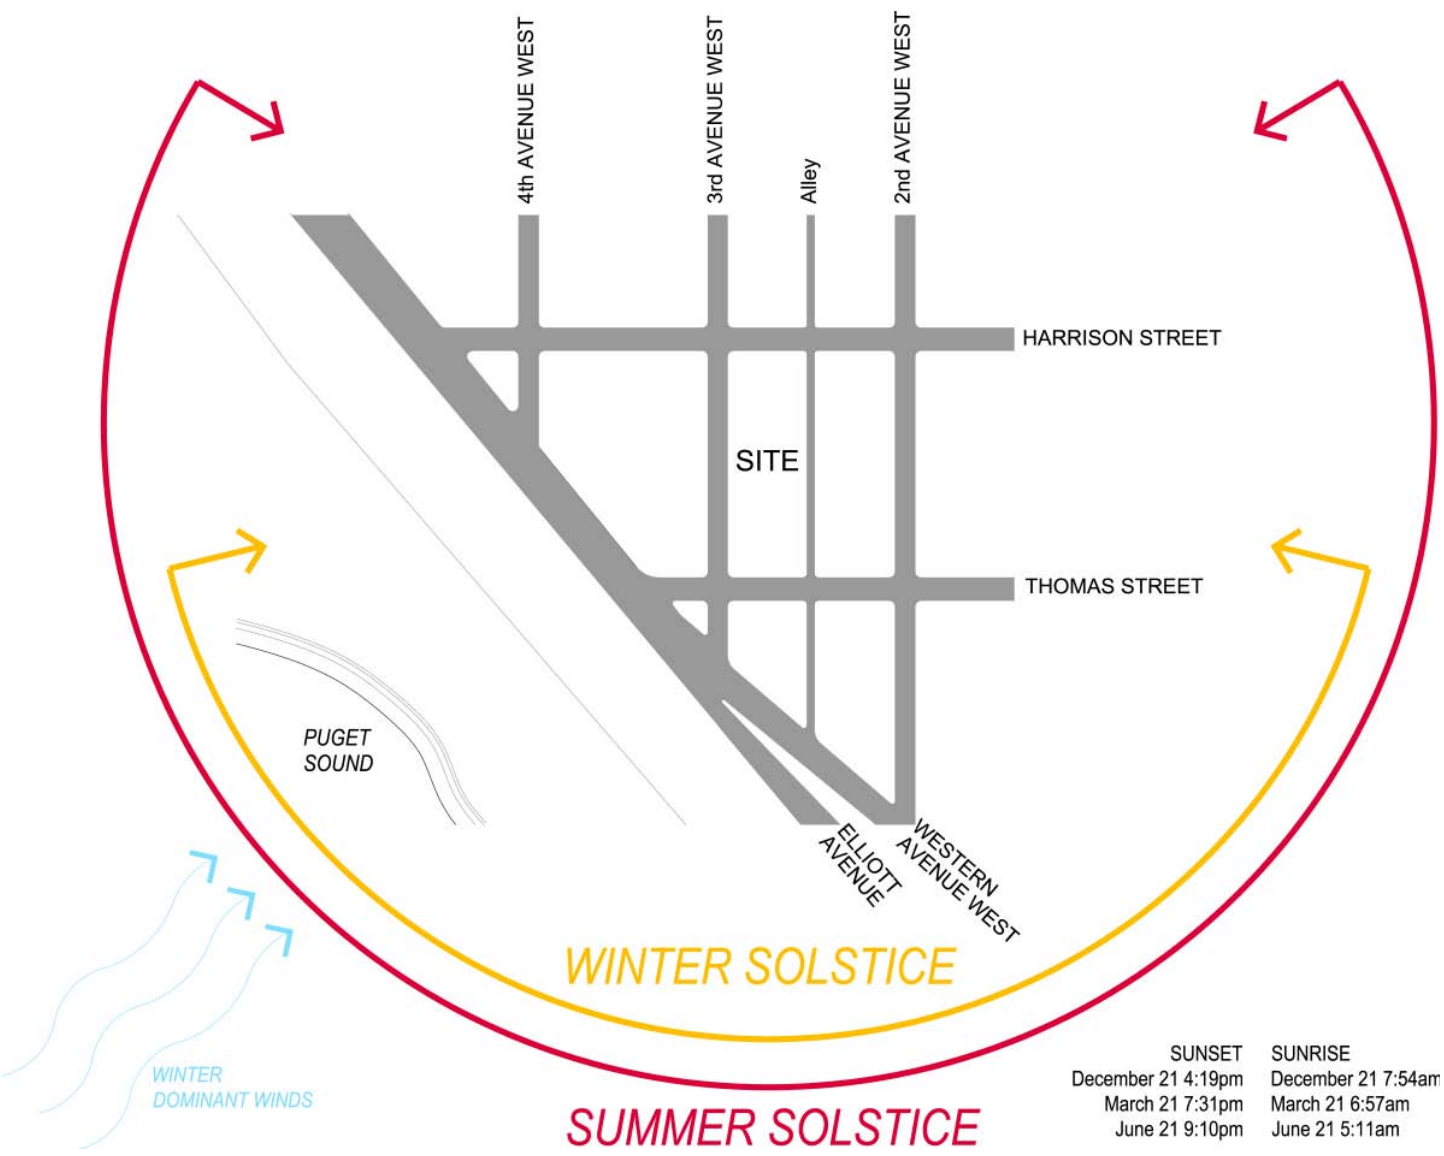 4th AVENUE WEST
3rd AVENUE WEST
Alley
2nd AVENUE WEST
HARRISON STREET
SITE
THOMAS STREET
PUGET
SOUND
ELLIOTT
AVENUE
WESTERN
AVENUE WEST
WINTER SOLSTICE
WINTER
DOMINANT WINDS
SUMMER SOLSTICE
SUNSET SUNRISE
December 21 4:19pm December 21 7:54am
March 21 7:31pm March 21 6:57am
June 21 9:10pm June 21 5:11am